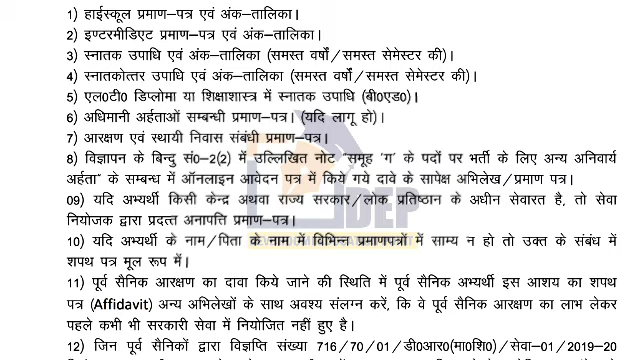 1) हाईस्कूल प्रमाण–पत्र एवं अंक–तालिका।
2) इण्टरमीडिएट प्रमाण–पत्र एवं अंक–तालिका।
3) स्नातक उपाधि एवं अंक–तालिका (समस्त वर्षो/समस्त सेमेस्टर की)।
4) स्नातकोत्तर उपाधि एवं अंक–तालिका (समस्त वर्षो/समस्त सेमेस्टर की)।
5) एल0टी0 डिप्लोमा या शिक्षाशास्त्र में स्नातक उपाधि (बी0एड0)।
6) अधिमानी अर्हताओं सम्बन्धी प्रमाण–पत्र। (यदि लागू हो)।
7) आरक्षण एवं स्थायी निवास संबंधी प्रमाण–पत्र।
8) विज्ञापन के बिन्दु सं0–2(2) में उल्लिखित नोट "समूह 'ग' के पदों पर भर्ती के लिए अन्य अनिवार्य
अर्हता" के सम्बन्ध में ऑनलाइन आवेदन पत्र में किये गये दावे के सापेक्ष अभिलेख/प्रमाण पत्र।
09) यदि अभ्यर्थी किसी केन्द्र अथवा राज्य सरकार/लोक प्रतिष्ठान के अधीन सेवारत है, तो सेवा
नियोजक द्वारा प्रदत्त अनापत्ति प्रमाण–पत्र।
DEP
10) यदि अभ्यर्थी के नाम/पिता के नाम में विभिन्न प्रमाणपत्रों में साम्य न हो तो उक्त के संबंध में
शपथ पत्र मूल रूप में।
11) पूर्व सैनिक आरक्षण का दावा किये जाने की स्थिति में पूर्व सैनिक अभ्यर्थी इस आशय का शपथ
पत्र (Affidavit) अन्य अभिलेखों के साथ अवश्य संलग्न करें, कि वे पूर्व सैनिक आरक्षण का लाभ लेकर
पहले कभी भी सरकारी सेवा में नियोजित नहीं हुए है।
12) जिन पूर्व सैनिकों द्वारा विज्ञप्ति संख्या 716/70/01/डी0आर0(मा0शि0)/सेवा–01/2019–20